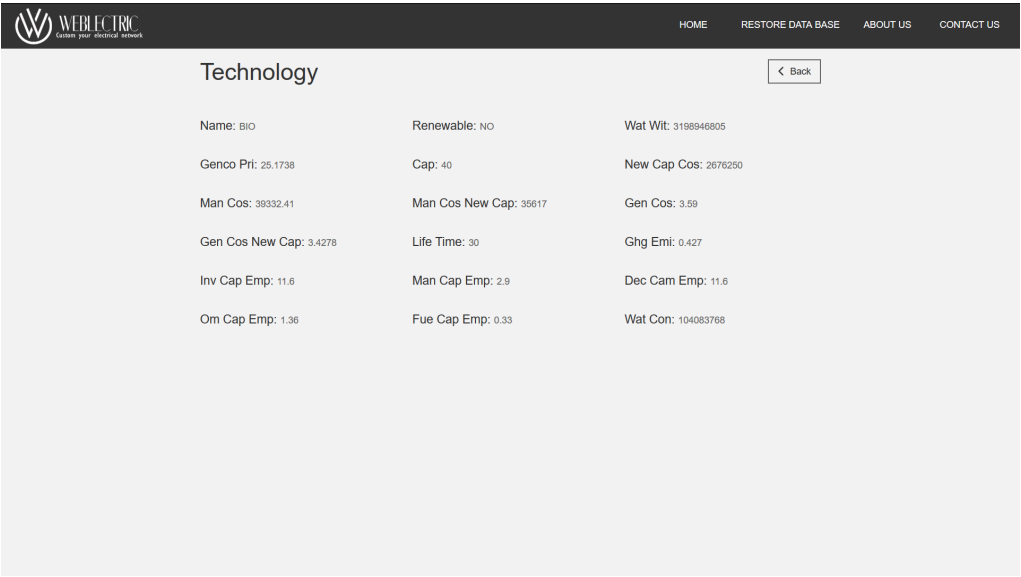 WEBLECTRIC
Custom your electrical network
HOME RESTORE DATA BASE ABOUT US CONTACT US
Technology
Back
Name: BIO Renewable: NO Wat Wit: 3198946805
Genco Pri: 25.1738 Cap: 40 New Cap Cos: 2676250
Man Cos: 39332.41 Man Cos New Cap: 35617 Gen Cos: 3.59
Gen Cos New Cap: 3.4278 Life Time: 30 Ghg Emi: 0.427
Inv Cap Emp: 11.6 Man Cap Emp: 2.9 Dec Cam Emp: 11.6
Om Cap Emp: 1.36 Fue Cap Emp: 0.33 Wat Con: 104083768